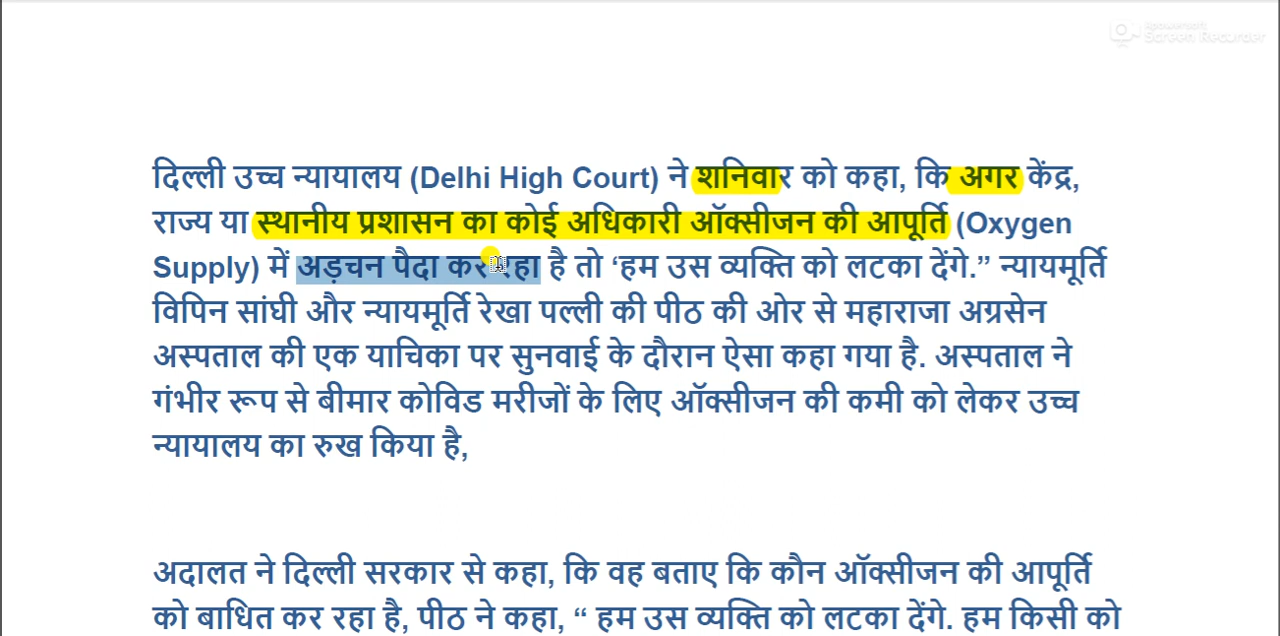 Apowersoft
Screen Recorder
दिल्ली उच्च न्यायालय (Delhi High Court) ने शनिवार को कहा, कि अगर केंद्र,
राज्य या स्थानीय प्रशासन का कोई अधिकारी ऑक्सीजन की आपूर्ति (Oxygen
Supply) में अड़चन पैदा कर रहा है तो ‘हम उस व्यक्ति को लटका देंगे.” न्यायमूर्ति
विपिन सांघी और न्यायमूर्ति रेखा पल्ली की पीठ की ओर से महाराजा अग्रसेन
अस्पताल की एक याचिका पर सुनवाई के दौरान ऐसा कहा गया है. अस्पताल ने
गंभीर रूप से बीमार कोविड मरीजों के लिए ऑक्सीजन की कमी को लेकर उच्च
न्यायालय का रुख किया है,
अदालत ने दिल्ली सरकार से कहा, कि वह बताए कि कौन ऑक्सीजन की आपूर्ति
को बाधित कर रहा है, पीठ ने कहा, “ हम उस व्यक्ति को लटका देंगे. हम किसी को